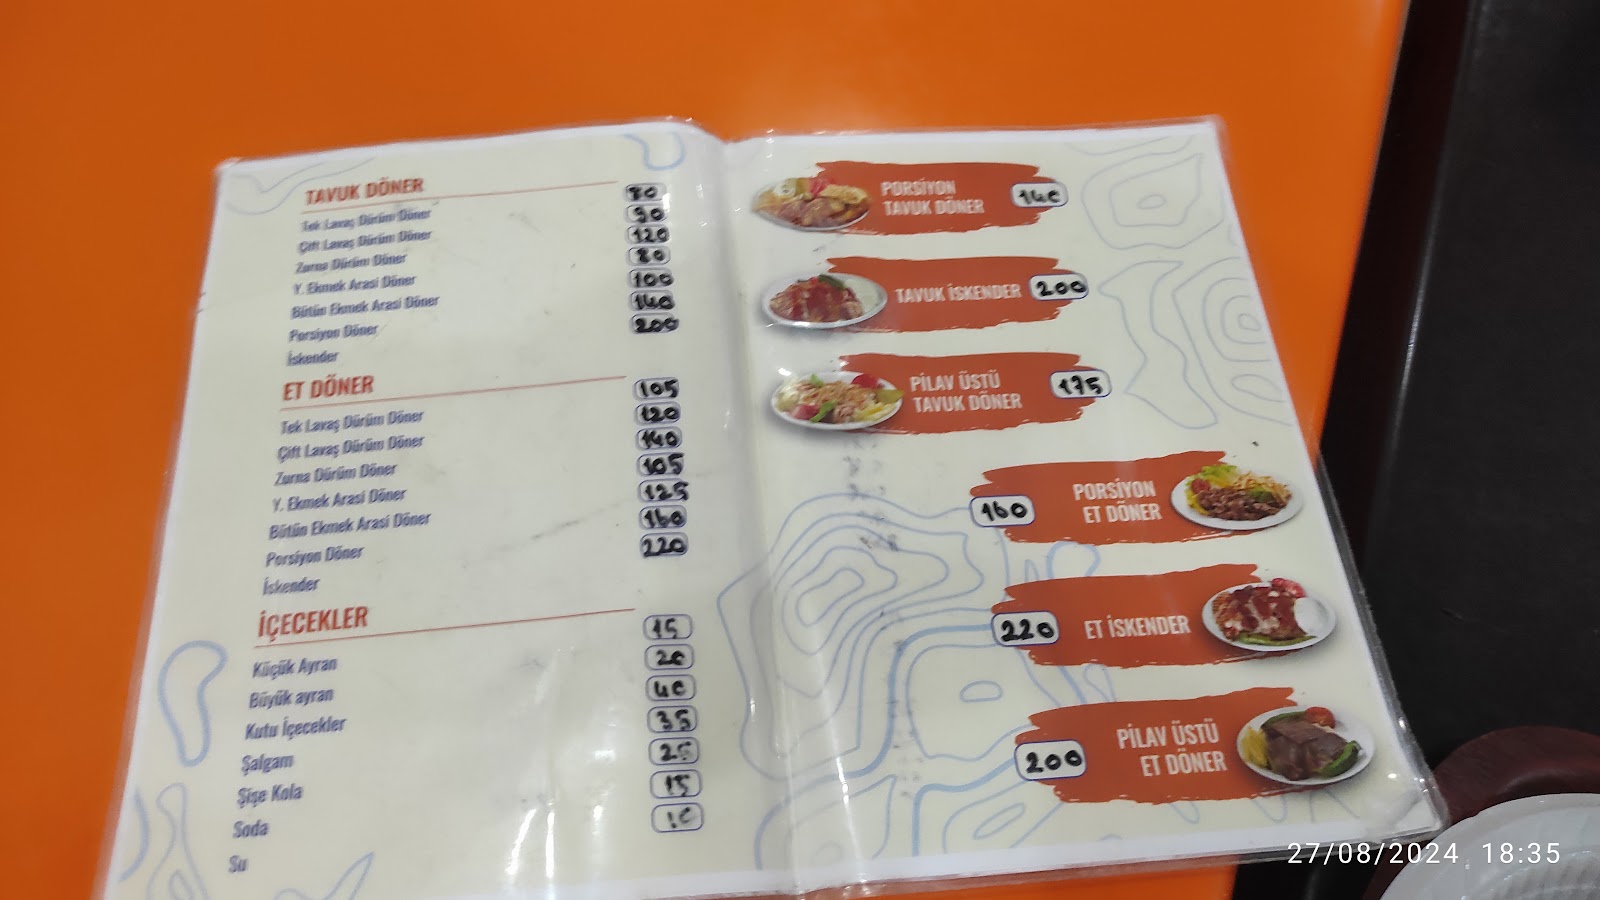 TAVUK DÖNER
Tek Lavaş Dürüm Döner 80
Çift Lavaş Dürüm Döner 90
Zurna Dürüm Döner 120
Y. Ekmek Arasi Döner 80
Bütün Ekmek Arasi Döner 100
Porsiyon Döner 140
İskender 200
ET DÖNER
Tek Lavaş Dürüm Döner 105
Çift Lavaş Dürüm Döner 120
Zurna Dürüm Döner 140
Y. Ekmek Arasi Döner 105
Bütün Ekmek Arasi Döner 125
Porsiyon Döner 160
İskender 220
İÇECEKLER
Küçük Ayran 15
Büyük ayran 20
Kutu İçecekler 40
Şalgam 35
Şişe Kola 25
Soda 15
Su 10
PORSİYON
TAVUK DÖNER 140
TAVUK İSKENDER 200
PİLAV ÜSTÜ
TAVUK DÖNER 175
PORSİYON
160 ET DÖNER
220 ET İSKENDER
PİLAV ÜSTÜ
200 ET DÖNER
27/08/2024 18:35